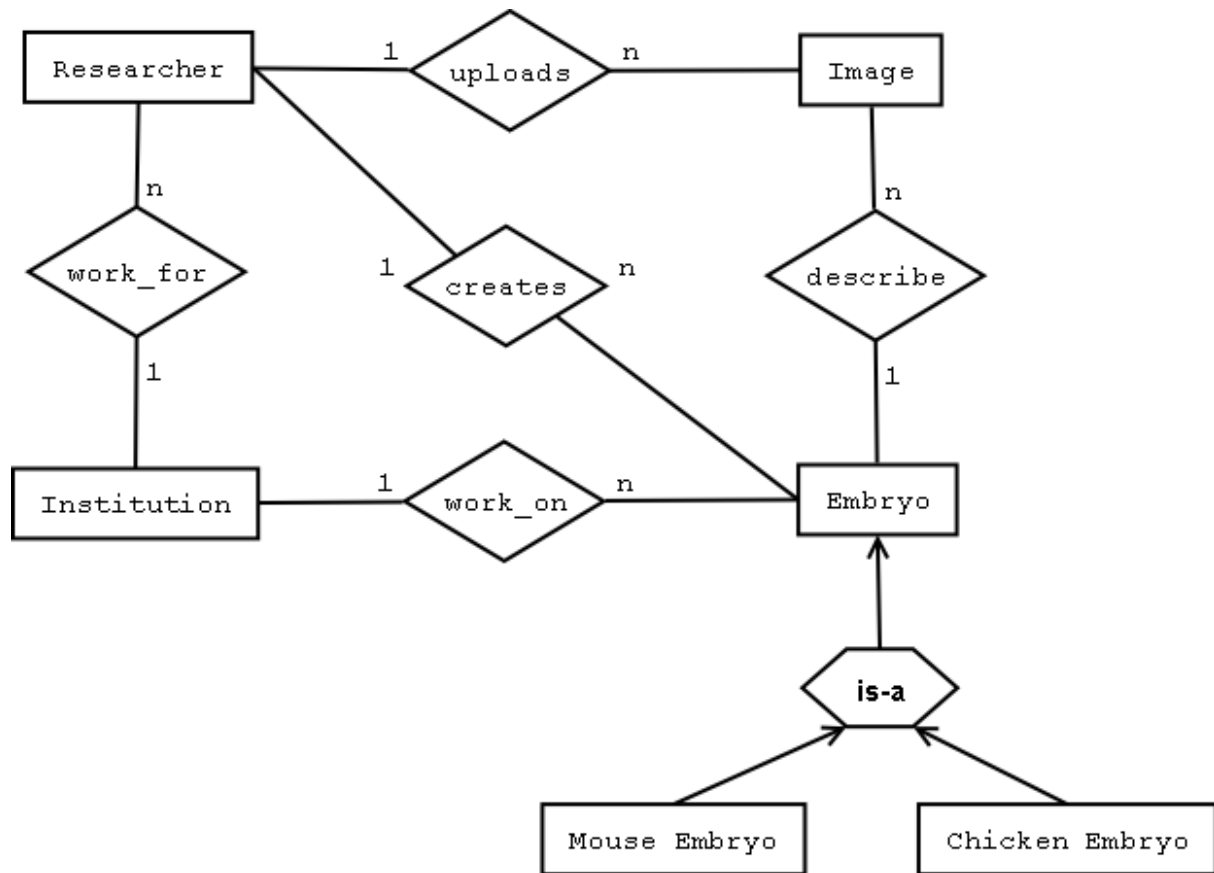 Researcher
1
uploads
n
Image
n
work_for
1
1
creates
n
n
describe
1
Institution
1
work_on
n
Embryo
is-a
Mouse Embryo
Chicken Embryo